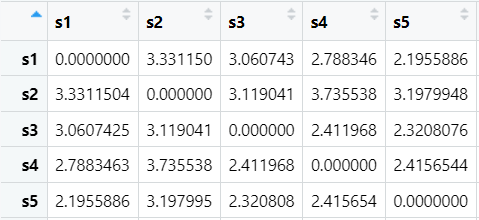 s1 s2 s3 s4 s5
s1 0.0000000 3.331150 3.060743 2.788346 2.1955886
s2 3.3311504 0.000000 3.119041 3.735538 3.1979948
s3 3.0607425 3.119041 0.000000 2.411968 2.3208076
s4 2.7883463 3.735538 2.411968 0.000000 2.4156544
s5 2.1955886 3.197995 2.320808 2.415654 0.0000000